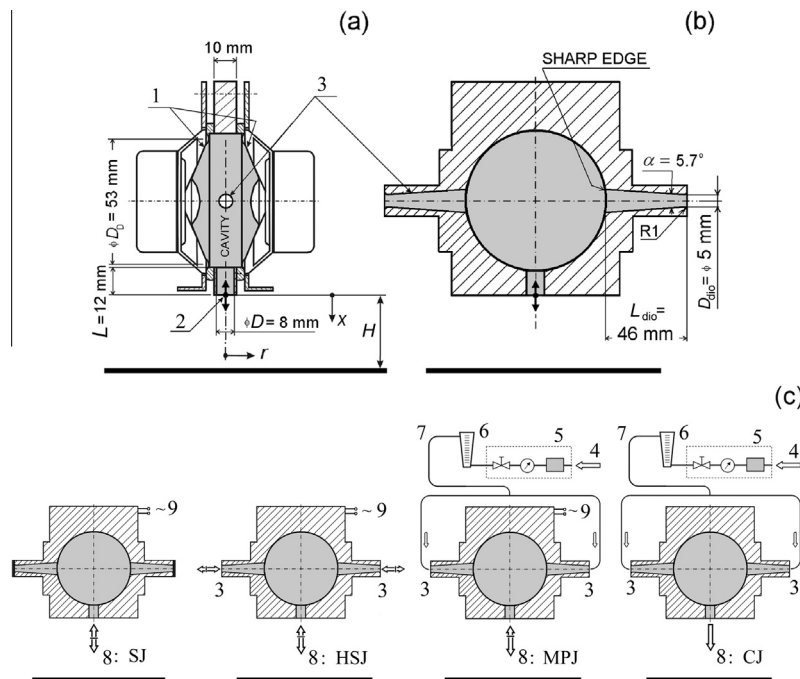 (a)
(b)
10 mm
SHARP EDGE
1
3
α = 5.7°
ϕ D_D = 53 mm
CAVITY
R1
D_dio = ϕ 5 mm
L = 12 mm
2
ϕD = 8 mm
x
H
r
L_dio =
46 mm
(c)
7
6
5
4
7
6
5
4
~9
~9
~9
3
3
3
3
3
3
8: SJ
8: HSJ
8: MPJ
8: CJ